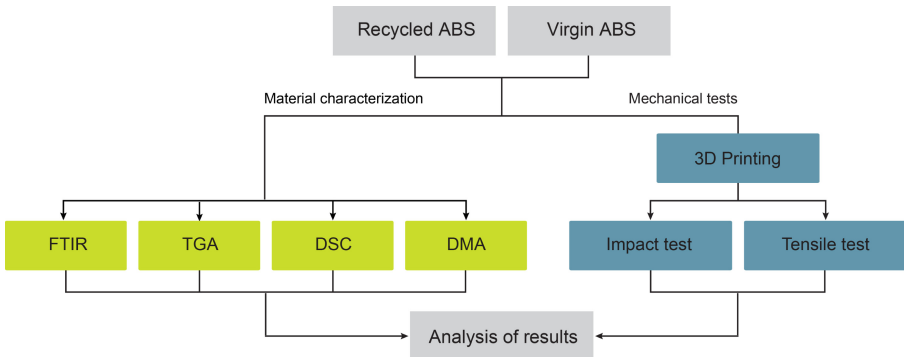 Recycled ABS
Virgin ABS
Material characterization
Mechanical tests
3D Printing
FTIR
TGA
DSC
DMA
Impact test
Tensile test
Analysis of results